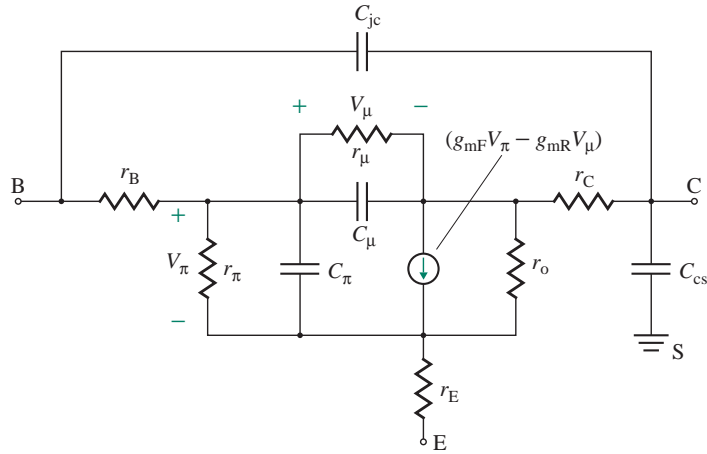 C_jc
+ V_μ −
r_μ
(g_mF V_π − g_mR V_μ)
B
r_B
r_C
C
+
C_μ
V_π
r_π
C_π
r_o
C_cs
−
S
r_E
E